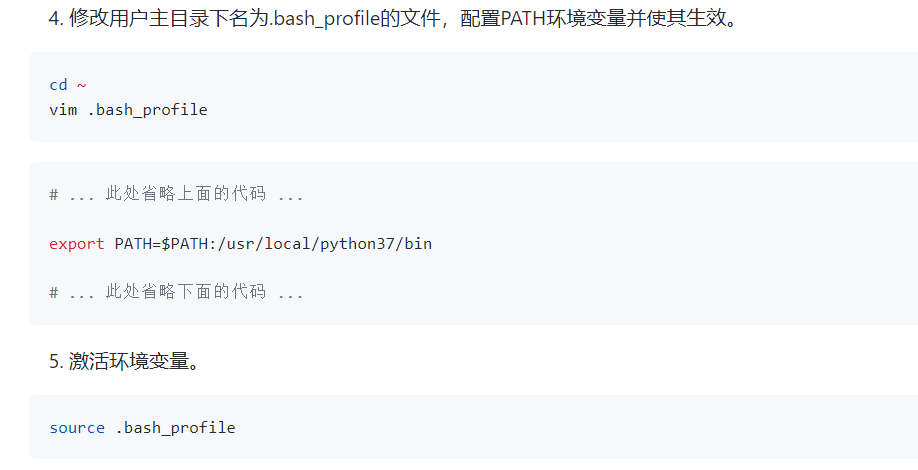 4. 修改用户主目录下名为.bash_profile的文件，配置PATH环境变量并使其生效。
cd ~
vim .bash_profile
# ... 此处省略上面的代码 ...
export PATH=$PATH:/usr/local/python37/bin
# ... 此处省略下面的代码 ...
5. 激活环境变量。
source .bash_profile